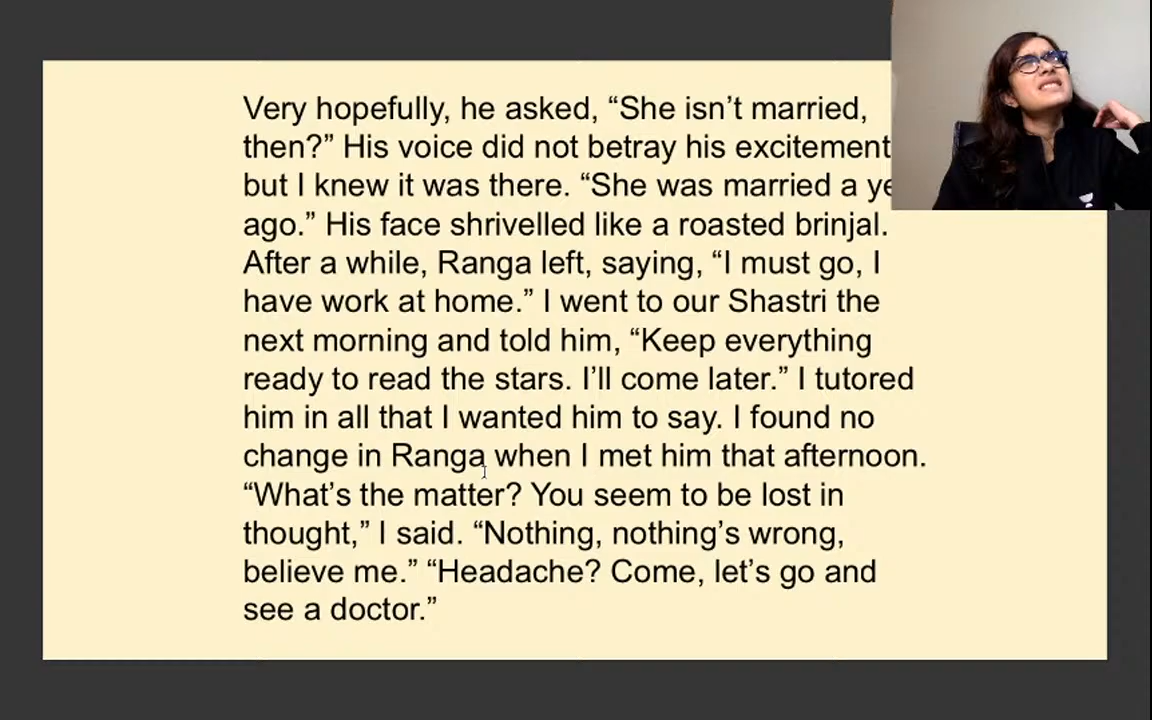 Very hopefully, he asked, “She isn’t married,
then?” His voice did not betray his excitement
but I knew it was there. “She was married a
ago.” His face shrivelled like a roasted brinjal.
After a while, Ranga left, saying, “I must go, I
have work at home.” I went to our Shastri the
next morning and told him, “Keep everything
ready to read the stars. I’ll come later.” I tutored
him in all that I wanted him to say. I found no
change in Ranga when I met him that afternoon.
“What’s the matter? You seem to be lost in
thought,” I said. “Nothing, nothing’s wrong,
believe me.” “Headache? Come, let’s go and
see a doctor.”